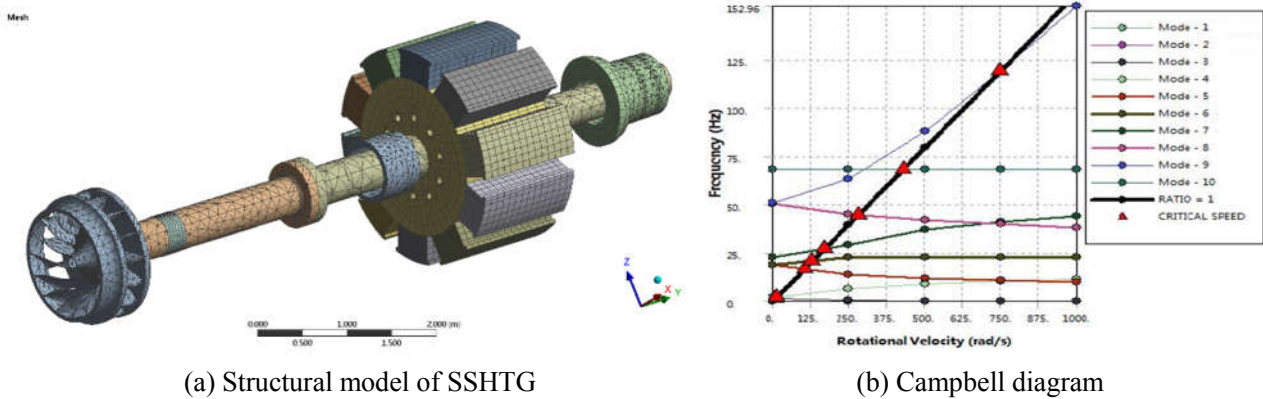 Mesh
Z
X
Y
0.000
1.000
2.000 (m)
0.500
1.500
(a) Structural model of SSHTG
152.96
125.
100.
75.
50.
25.
0.
Frequency (Hz)
0. 125. 250. 375. 500. 625. 750. 875. 1000.
Rotational Velocity (rad/s)
Mode - 1
Mode - 2
Mode - 3
Mode - 4
Mode - 5
Mode - 6
Mode - 7
Mode - 8
Mode - 9
Mode - 10
RATIO = 1
CRITICAL SPEED
(b) Campbell diagram